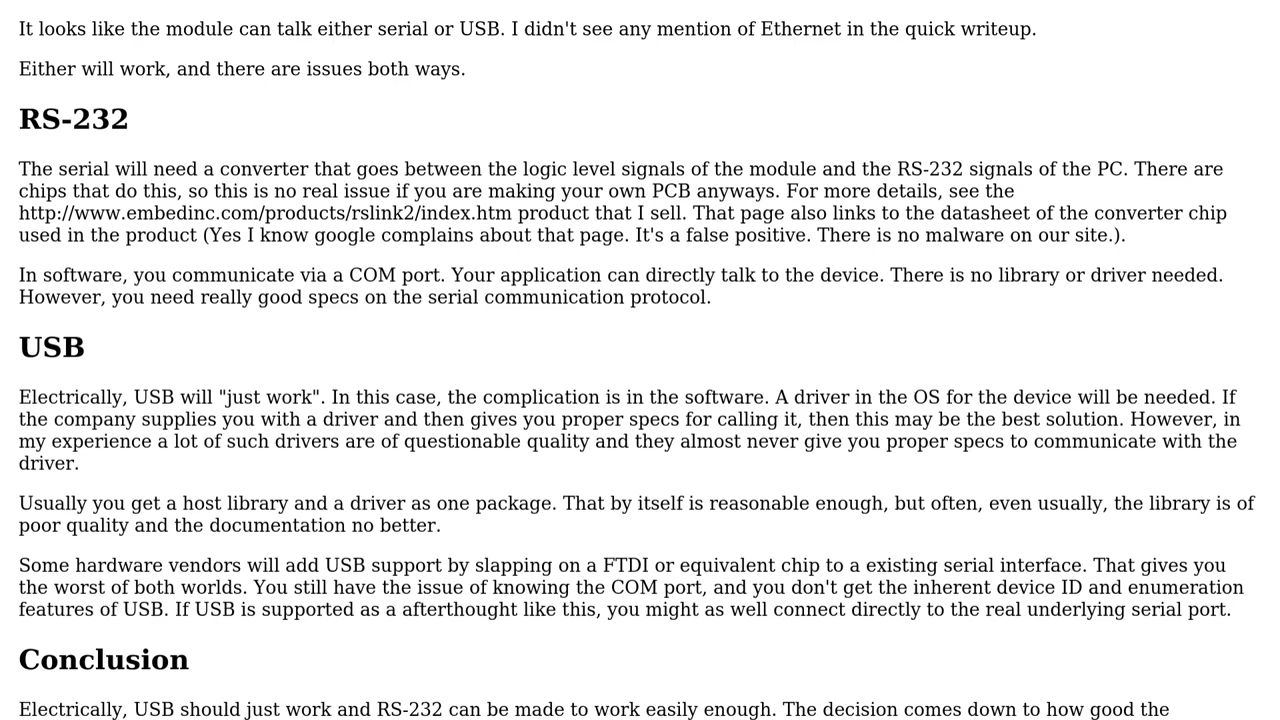 It looks like the module can talk either serial or USB. I didn't see any mention of Ethernet in the quick writeup.
Either will work, and there are issues both ways.
RS-232
The serial will need a converter that goes between the logic level signals of the module and the RS-232 signals of the PC. There are
chips that do this, so this is no real issue if you are making your own PCB anyways. For more details, see the
http://www.embedinc.com/products/rslink2/index.htm product that I sell. That page also links to the datasheet of the converter chip
used in the product (Yes I know google complains about that page. It's a false positive. There is no malware on our site.).
In software, you communicate via a COM port. Your application can directly talk to the device. There is no library or driver needed.
However, you need really good specs on the serial communication protocol.
USB
Electrically, USB will "just work". In this case, the complication is in the software. A driver in the OS for the device will be needed. If
the company supplies you with a driver and then gives you proper specs for calling it, then this may be the best solution. However, in
my experience a lot of such drivers are of questionable quality and they almost never give you proper specs to communicate with the
driver.
Usually you get a host library and a driver as one package. That by itself is reasonable enough, but often, even usually, the library is of
poor quality and the documentation no better.
Some hardware vendors will add USB support by slapping on a FTDI or equivalent chip to a existing serial interface. That gives you
the worst of both worlds. You still have the issue of knowing the COM port, and you don't get the inherent device ID and enumeration
features of USB. If USB is supported as a afterthought like this, you might as well connect directly to the real underlying serial port.
Conclusion
Electrically, USB should just work and RS-232 can be made to work easily enough. The decision comes down to how good the